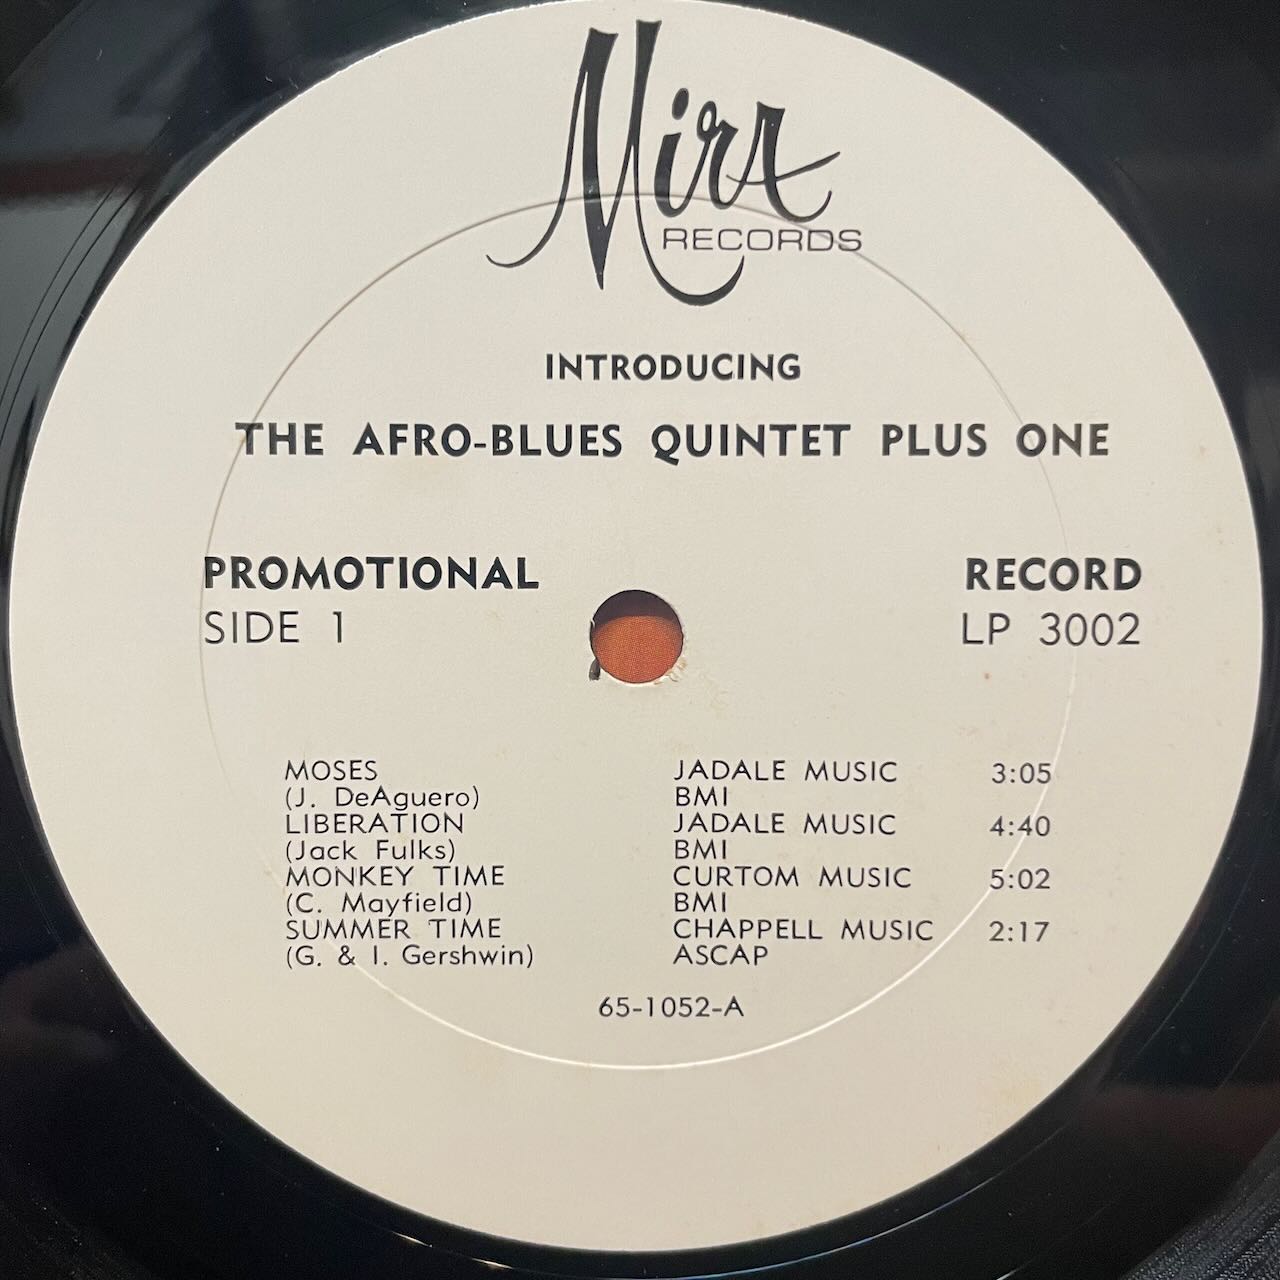 Mira
RECORDS
INTRODUCING
THE AFRO-BLUES QUINTET PLUS ONE
PROMOTIONAL RECORD
SIDE 1 LP 3002
MOSES JADALE MUSIC 3:05
(J. DeAguero) BMI
LIBERATION JADALE MUSIC 4:40
(Jack Fulks) BMI
MONKEY TIME CURTOM MUSIC 5:02
(C. Mayfield) BMI
SUMMER TIME CHAPPELL MUSIC 2:17
(G. & I. Gershwin) ASCAP
65-1052-A